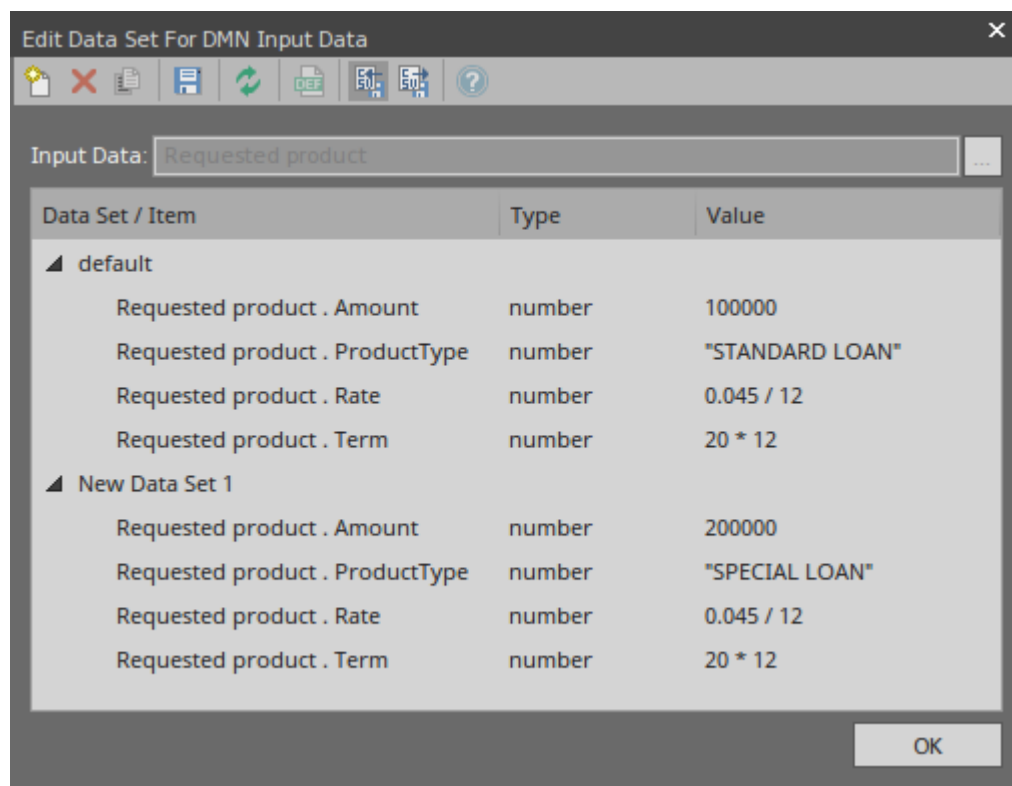 Edit Data Set For DMN Input Data
DEF
Input Data: Requested product ...
Data Set / Item Type Value
default
Requested product . Amount number 100000
Requested product . ProductType number "STANDARD LOAN"
Requested product . Rate number 0.045 / 12
Requested product . Term number 20 * 12
New Data Set 1
Requested product . Amount number 200000
Requested product . ProductType number "SPECIAL LOAN"
Requested product . Rate number 0.045 / 12
Requested product . Term number 20 * 12
OK